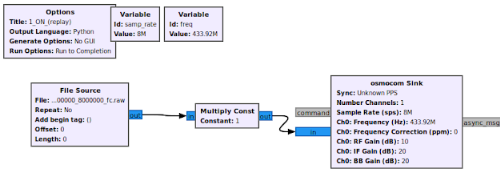 Options
Title: 1_ON_(replay)
Output Language: Python
Generate Options: No GUI
Run Options: Run to Completion
Variable
Id: samp_rate
Value: 8M
Variable
Id: freq
Value: 433.92M
File Source
File: ...00000_8000000_fc.raw
Repeat: No
Add begin tag: ()
Offset: 0
Length: 0
out
in
Multiply Const
Constant: 1
out
osmocom Sink
Sync: Unknown PPS
Number Channels: 1
Sample Rate (sps): 8M
Ch0: Frequency (Hz): 433.92M
Ch0: Frequency Correction (ppm): 0
Ch0: RF Gain (dB): 10
Ch0: IF Gain (dB): 20
Ch0: BB Gain (dB): 20
command
in
async_msg